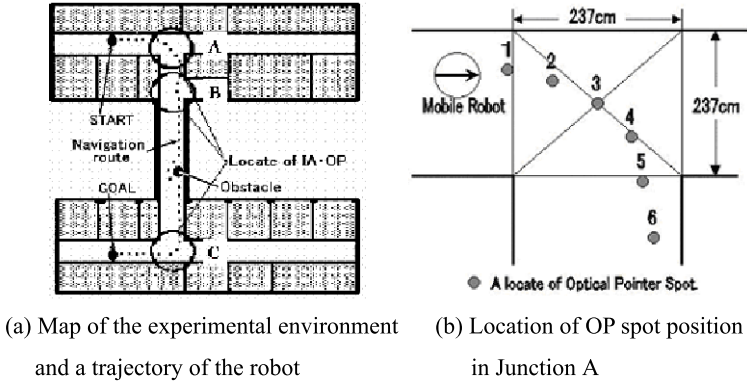 A
B
START
Navigation
route
Locate of IA-OP
GOAL
Obstacle
C
237cm
1
2
3
Mobile Robot
237cm
4
5
6
A locate of Optical Pointer Spot.
(a) Map of the experimental environment
and a trajectory of the robot
(b) Location of OP spot position
in Junction A